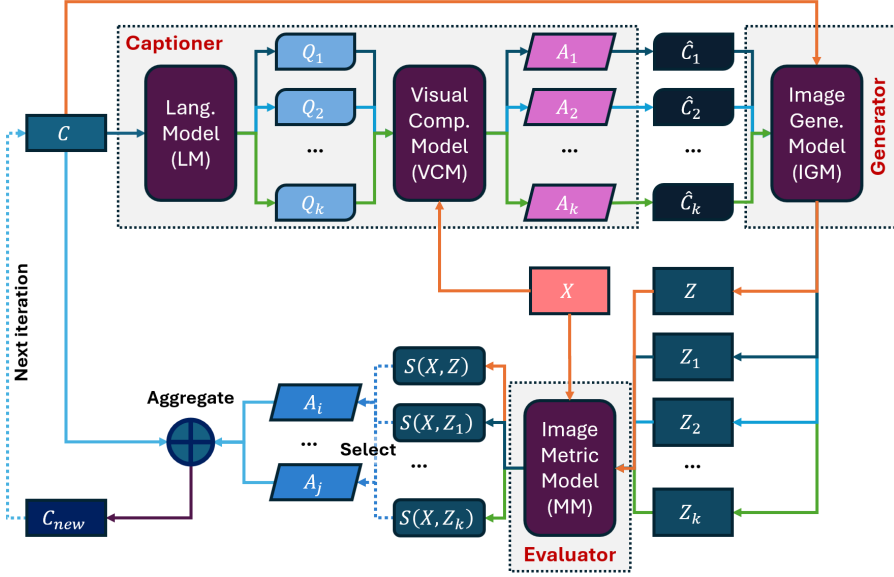 Captioner
Q₁
A₁
Ĉ₁
Lang.
Model
(LM)
Visual
Comp.
Model
(VCM)
Image
Gene.
Model
(IGM)
Generator
C
Q₂
A₂
Ĉ₂
...
...
...
Qₖ
Aₖ
Ĉₖ
X
Z
Next iteration
Z₁
S(X, Z)
Aggregate
Aᵢ
S(X, Z₁)
Z₂
...
Select
Image
Metric
Model
(MM)
...
...
Aⱼ
Cₙₑw
S(X, Zₖ)
Zₖ
Evaluator